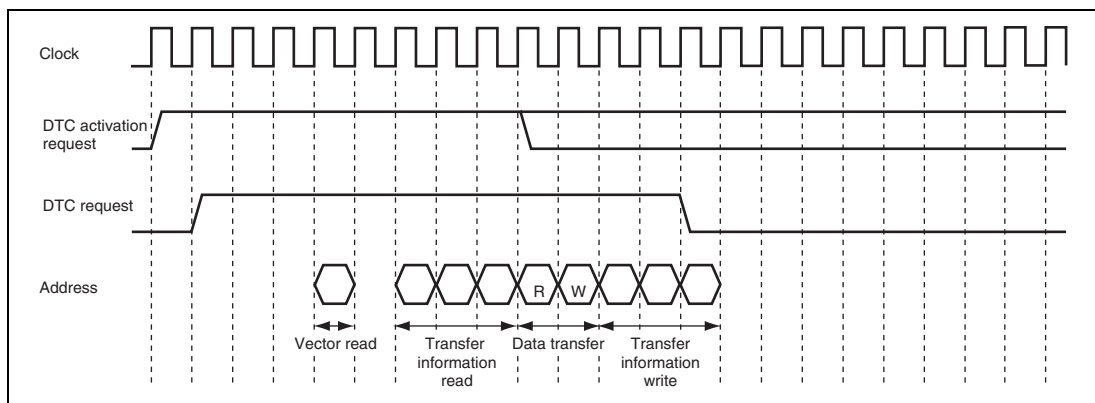 Clock
DTC activation
request
DTC request
Address
R
W
Vector read
Transfer
information
read
Data transfer
Transfer
information
write